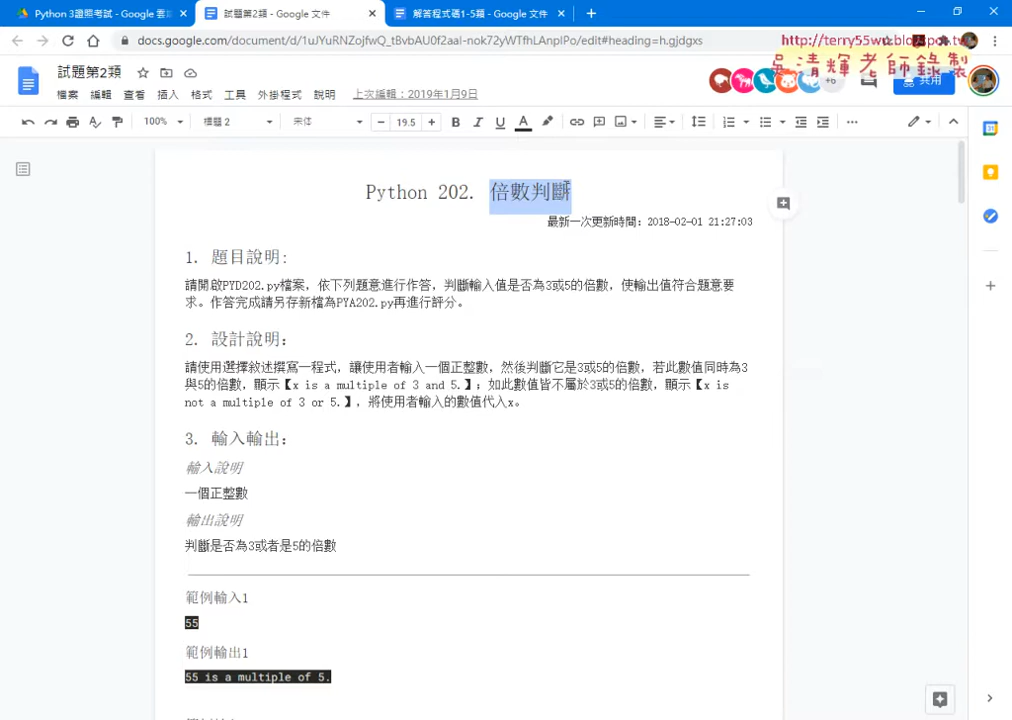 Python 3證照考試 - Google 雲端
試題第2類 - Google 文件
解答程式碼1-5類 - Google 文件
docs.google.com/document/d/1uJYuRNZojfwQ_tBvbAU0f2aaI-nok72yWTfhLAnpIPo/edit#heading=h.gjdgxs
http://terry55wu.blogspot.tw
吳清輝老師錄製
試題第2類
+6
共用
檔案 編輯 查看 插入 格式 工具 外掛程式 說明 上次編輯：2019年1月9日
100% 標題 2 宋体 19.5 B I U A
Python 202. 倍數判斷
最新一次更新時間: 2018-02-01 21:27:03
1. 題目說明:
請開啟PYD202.py檔案，依下列題意進行作答，判斷輸入值是否為3或5的倍數，使輸出值符合題意要
求。作答完成請另存新檔為PYA202.py再進行評分。
2. 設計說明：
請使用選擇敘述撰寫一程式，讓使用者輸入一個正整數，然後判斷它是3或5的倍數，若此數值同時為3
與5的倍數，顯示【x is a multiple of 3 and 5.】；如此數值皆不屬於3或5的倍數，顯示【x is
not a multiple of 3 or 5.】，將使用者輸入的數值代入x。
3. 輸入輸出：
輸入說明
一個正整數
輸出說明
判斷是否為3或者是5的倍數
範例輸入1
55
範例輸出1
55 is a multiple of 5.